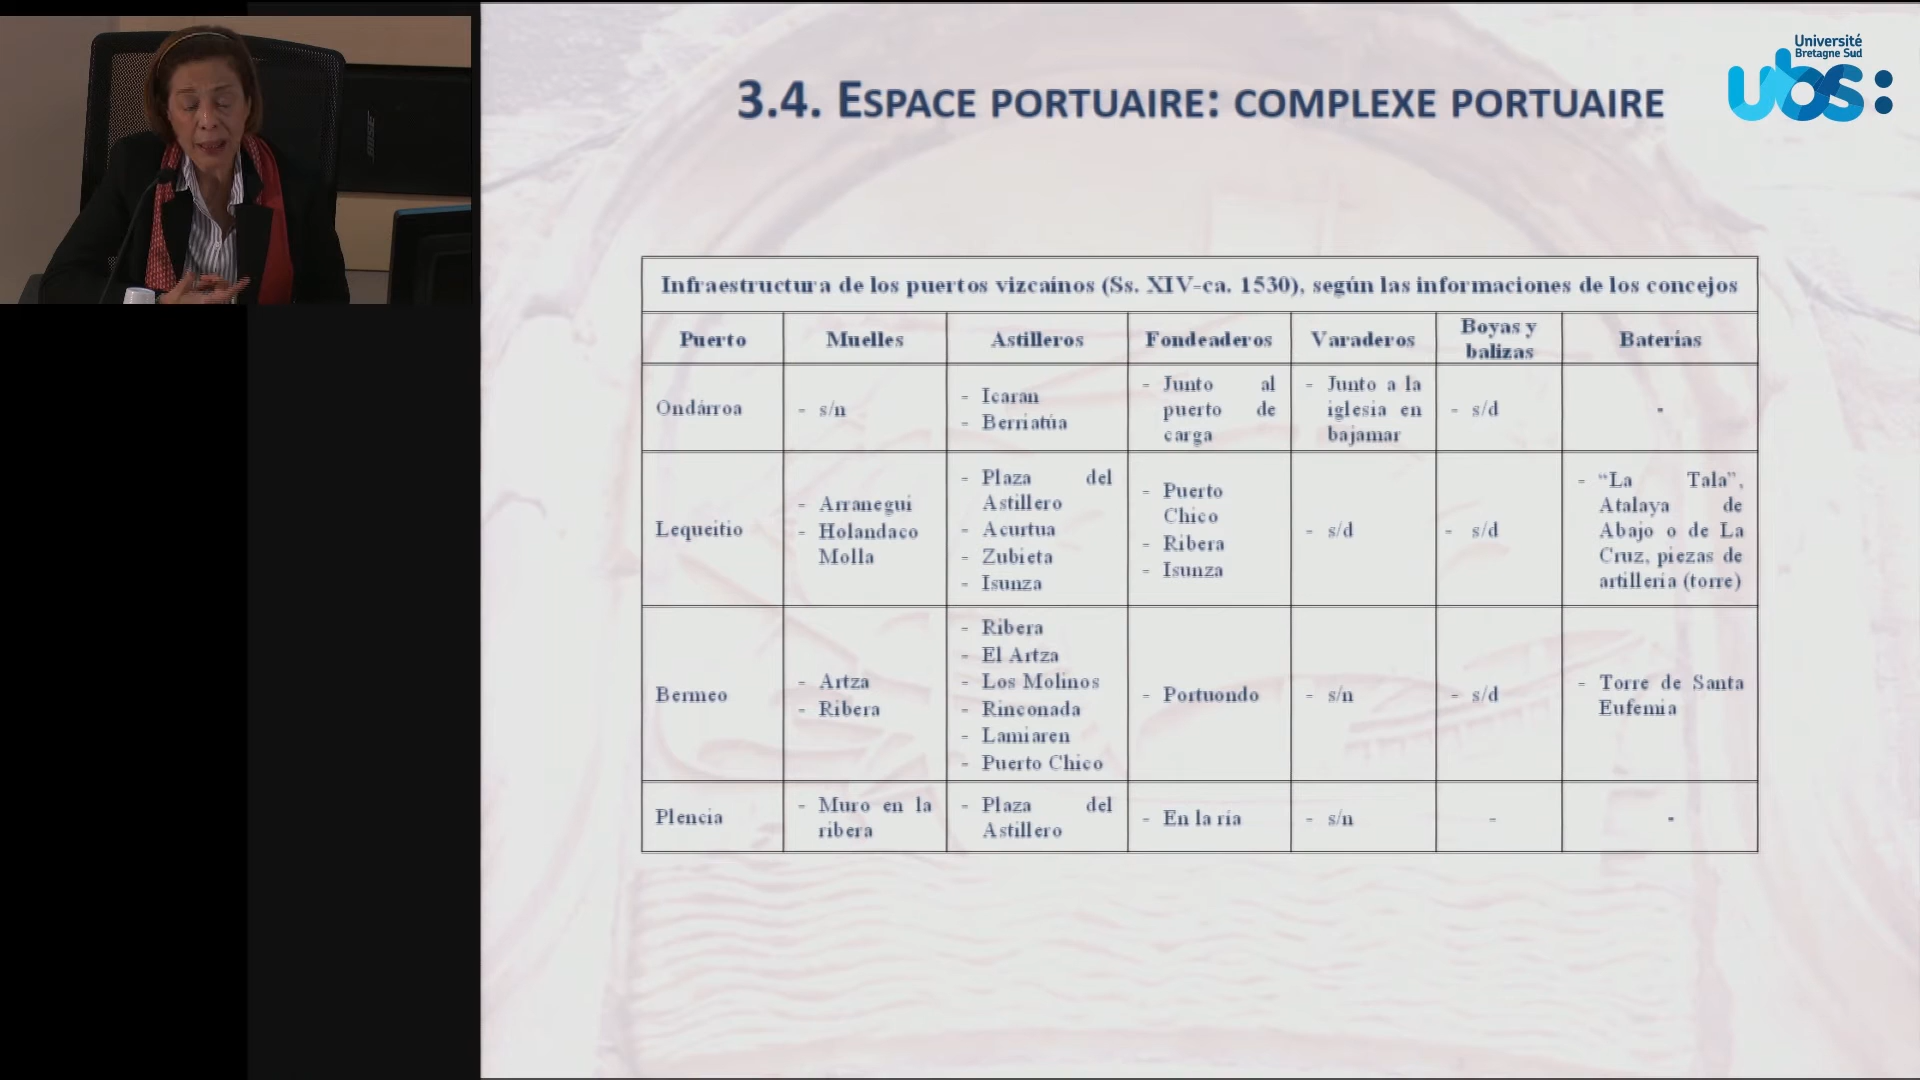 Université
Bretagne Sud
ubs:
3.4. ESPACE PORTUAIRE: COMPLEXE PORTUAIRE
Infraestructura de los puertos vizcaínos (Ss. XIV-ca. 1530), según las informaciones de los concejos
Puerto
Muelles
Astilleros
Fondeaderos
Varaderos
Boyas y
balizas
Baterías
Ondárroa
- s/n
- Icaran
- Berriatúa
- Junto al
puerto de
carga
- Junto a la
iglesia en
bajamar
- s/d
-
Lequeitio
- Arranegui
- Holandaco
Molla
- Plaza del
Astillero
- Acurtua
- Zubieta
- Isunza
- Puerto
Chico
- Ribera
- Isunza
- s/d
- s/d
- “La Tala”,
Atalaya de
Abajo o de La
Cruz, piezas de
artillería (torre)
Bermeo
- Artza
- Ribera
- Ribera
- El Artza
- Los Molinos
- Rinconada
- Lamiaren
- Puerto Chico
- Portuondo
- s/n
- s/d
- Torre de Santa
Eufemia
Plencia
- Muro en la
ribera
- Plaza del
Astillero
- En la ría
- s/n
-
-